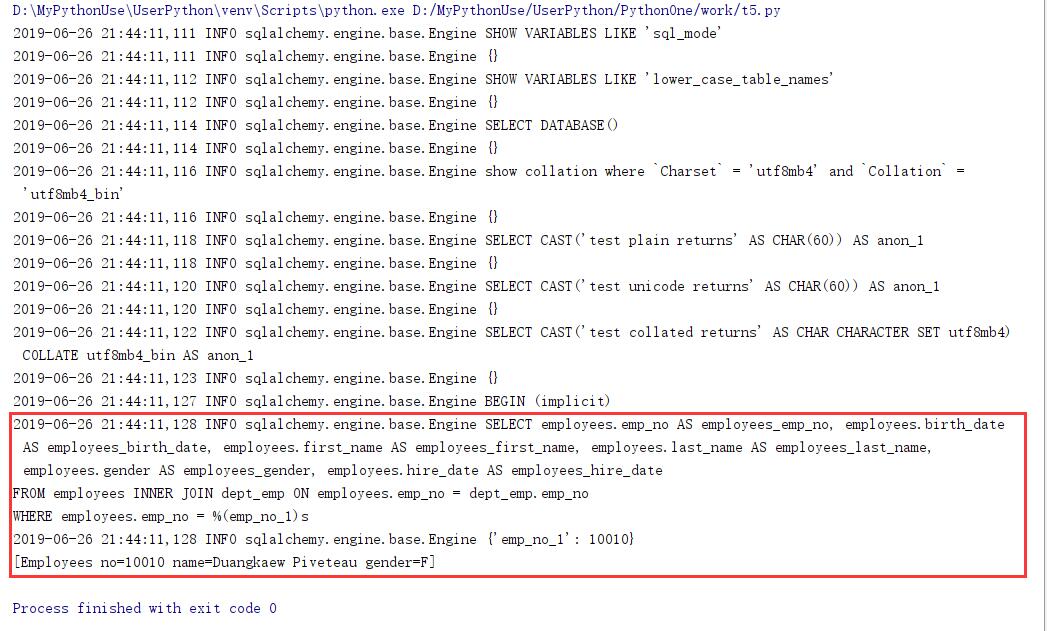 D:\MyPythonUse\UserPython\venv\Scripts\python.exe D:/MyPythonUse/UserPython/PythonOne/work/t5.py
2019-06-26 21:44:11,111 INFO sqlalchemy.engine.base.Engine SHOW VARIABLES LIKE 'sql_mode'
2019-06-26 21:44:11,111 INFO sqlalchemy.engine.base.Engine {}
2019-06-26 21:44:11,112 INFO sqlalchemy.engine.base.Engine SHOW VARIABLES LIKE 'lower_case_table_names'
2019-06-26 21:44:11,112 INFO sqlalchemy.engine.base.Engine {}
2019-06-26 21:44:11,114 INFO sqlalchemy.engine.base.Engine SELECT DATABASE()
2019-06-26 21:44:11,114 INFO sqlalchemy.engine.base.Engine {}
2019-06-26 21:44:11,116 INFO sqlalchemy.engine.base.Engine show collation where `Charset` = 'utf8mb4' and `Collation` =
'utf8mb4_bin'
2019-06-26 21:44:11,116 INFO sqlalchemy.engine.base.Engine {}
2019-06-26 21:44:11,118 INFO sqlalchemy.engine.base.Engine SELECT CAST('test plain returns' AS CHAR(60)) AS anon_1
2019-06-26 21:44:11,118 INFO sqlalchemy.engine.base.Engine {}
2019-06-26 21:44:11,120 INFO sqlalchemy.engine.base.Engine SELECT CAST('test unicode returns' AS CHAR(60)) AS anon_1
2019-06-26 21:44:11,120 INFO sqlalchemy.engine.base.Engine {}
2019-06-26 21:44:11,122 INFO sqlalchemy.engine.base.Engine SELECT CAST('test collated returns' AS CHAR CHARACTER SET utf8mb4)
COLLATE utf8mb4_bin AS anon_1
2019-06-26 21:44:11,123 INFO sqlalchemy.engine.base.Engine {}
2019-06-26 21:44:11,127 INFO sqlalchemy.engine.base.Engine BEGIN (implicit)
2019-06-26 21:44:11,128 INFO sqlalchemy.engine.base.Engine SELECT employees.emp_no AS employees_emp_no, employees.birth_date
AS employees_birth_date, employees.first_name AS employees_first_name, employees.last_name AS employees_last_name,
employees.gender AS employees_gender, employees.hire_date AS employees_hire_date
FROM employees INNER JOIN dept_emp ON employees.emp_no = dept_emp.emp_no
WHERE employees.emp_no = %(emp_no_1)s
2019-06-26 21:44:11,128 INFO sqlalchemy.engine.base.Engine {'emp_no_1': 10010}
[Employees no=10010 name=Duangkaew Piveteau gender=F]
Process finished with exit code 0